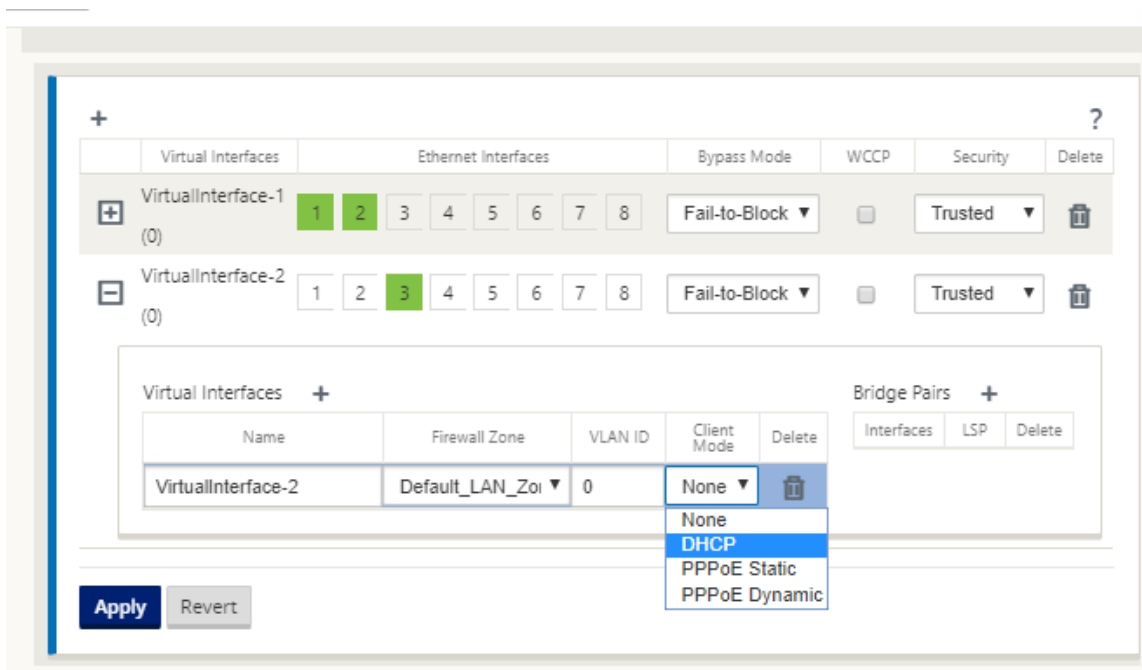 + ?
Virtual Interfaces Ethernet Interfaces Bypass Mode WCCP Security Delete
VirtualInterface-1
(0)
1 2 3 4 5 6 7 8 Fail-to-Block ▼ Trusted ▼
VirtualInterface-2
(0)
1 2 3 4 5 6 7 8 Fail-to-Block ▼ Trusted ▼
Virtual Interfaces + Bridge Pairs +
Name Firewall Zone VLAN ID Client Mode Delete Interfaces LSP Delete
VirtualInterface-2 Default_LAN_Zo ▼ 0 None ▼
None
DHCP
PPPoE Static
PPPoE Dynamic
Apply Revert